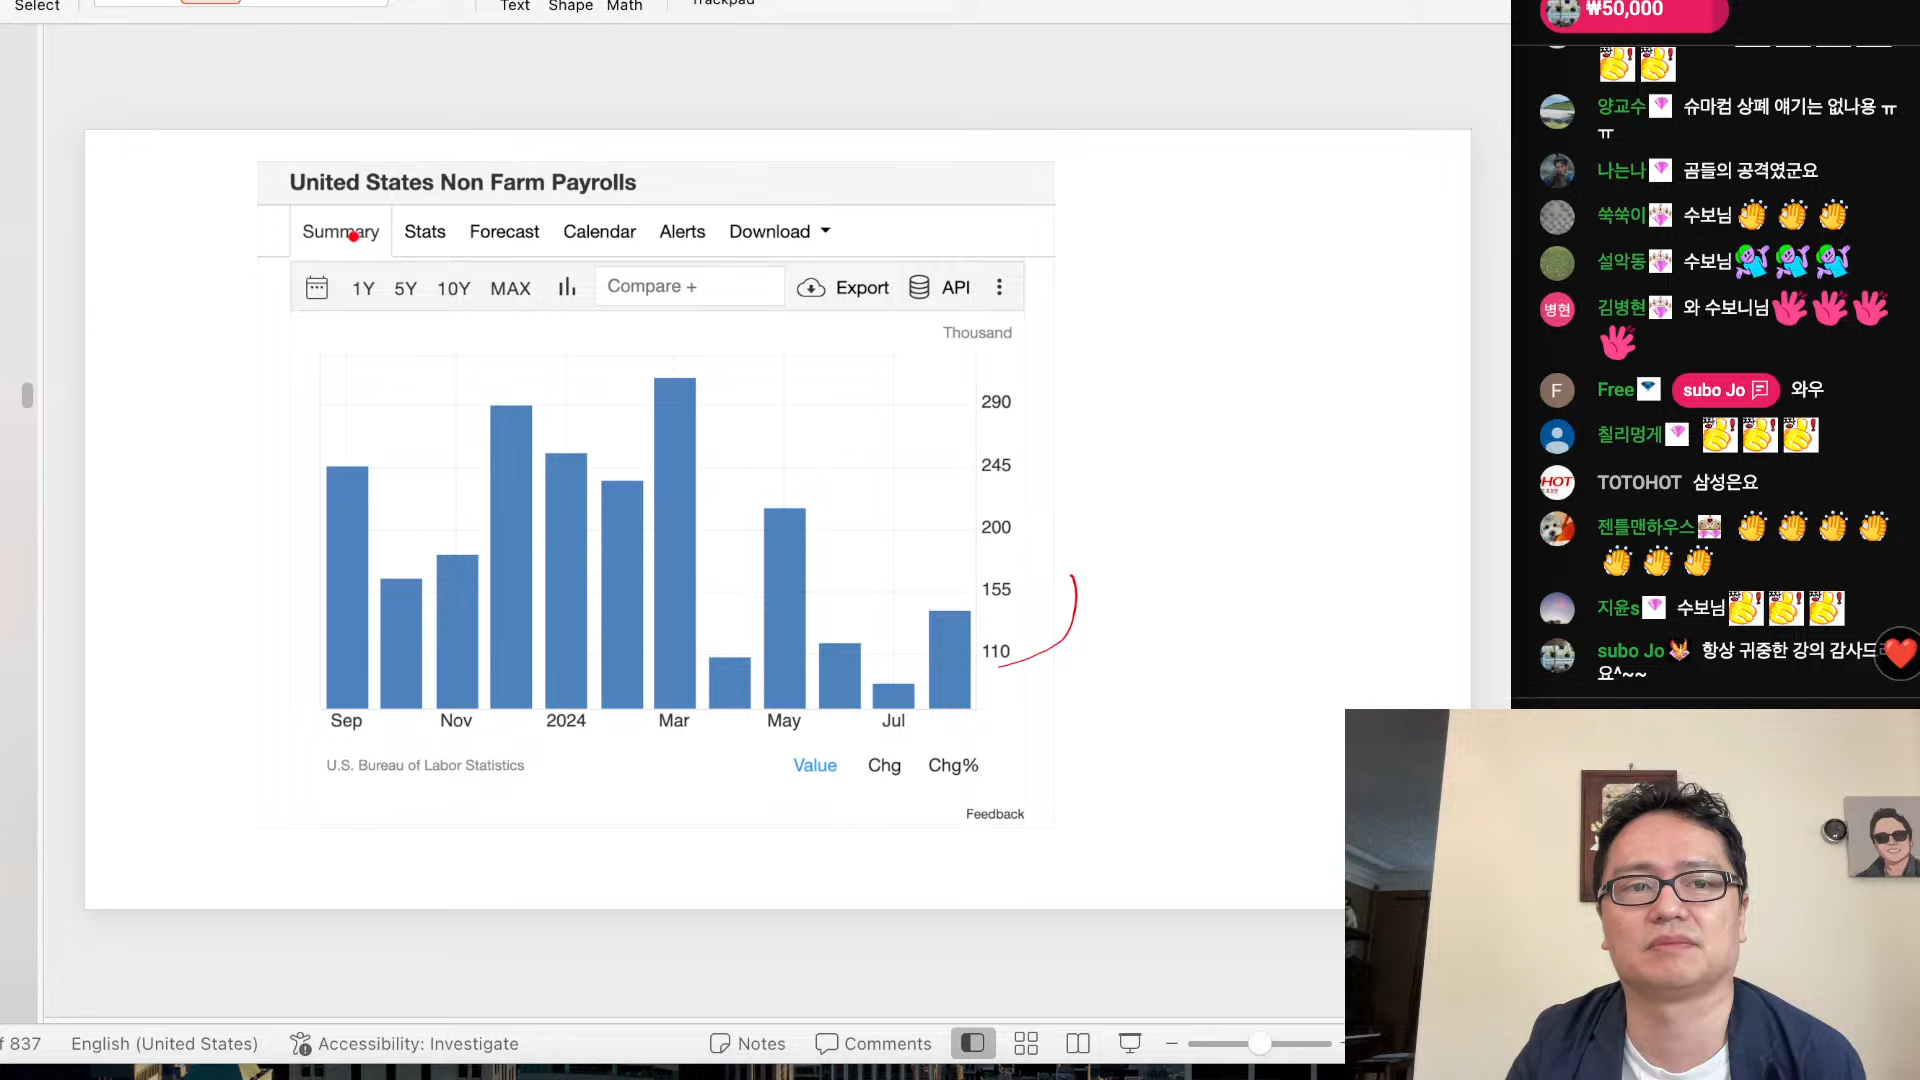 Select
Text Shape Math
Trackpad
United States Non Farm Payrolls
Summary Stats Forecast Calendar Alerts Download
1Y 5Y 10Y MAX Compare + Export API
Thousand
290
245
200
155
110
Sep Nov 2024 Mar May Jul
U.S. Bureau of Labor Statistics
Value Chg Chg%
Feedback
f 837 English (United States) Accessibility: Investigate Notes Comments
₩50,000
양교수 슈마컴 상폐 얘기는 없나용 ㅠ
ㅠ
나는나 곰들의 공격였군요
쑥쑥이 수보님
설악동 수보님
병현 김병현 와 수보니님
F Free subo Jo 와우
칠리멍게
HOT TOTOHOT 삼성은요
젠틀맨하우스
지윤s 수보님
subo Jo 항상 귀중한 강의 감사드
요^~~